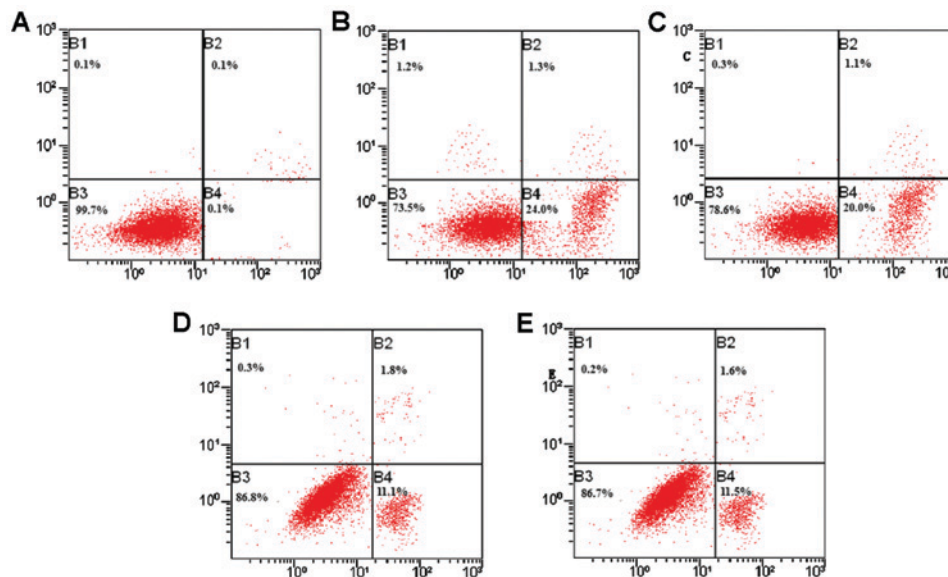 A
10³
10²
10¹
10⁰
B1
0.1%
B2
0.1%
B3
99.7%
B4
0.1%
10⁰ 10¹ 10² 10³
B
10³
10²
10¹
10⁰
B1
1.2%
B2
1.3%
B3
73.5%
B4
24.0%
10⁰ 10¹ 10² 10³
C
10³
C
10²
10¹
10⁰
B1
0.3%
B2
1.1%
B3
78.6%
B4
20.0%
10⁰ 10¹ 10² 10³
D
10³
10²
10¹
10⁰
B1
0.3%
B2
1.8%
B3
86.8%
B4
11.1%
10⁰ 10¹ 10² 10³
E
10³
E
10²
10¹
10⁰
B1
0.2%
B2
1.6%
B3
86.7%
B4
11.5%
10⁰ 10¹ 10² 10³